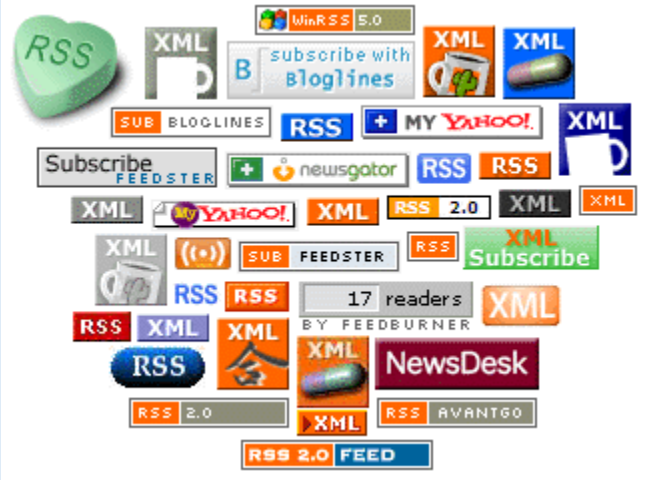 WINRSS 5.0
RSS
XML
B subscribe with
Bloglines
XML
XML
SUB BLOGLINES
RSS
+ MY YAHOO!
XML
Subscribe
FEEDSTER
+ newsgator
RSS
RSS
XML
My YAHOO!
XML
RSS 2.0
XML
XML
XML
SUB FEEDSTER
RSS
XML
Subscribe
RSS
RSS
17 readers
BY FEEDBURNER
XML
RSS
XML
XML
合
RSS
XML
NewsDesk
RSS 2.0
XML
RSS AVANTGO
RSS 2.0 FEED